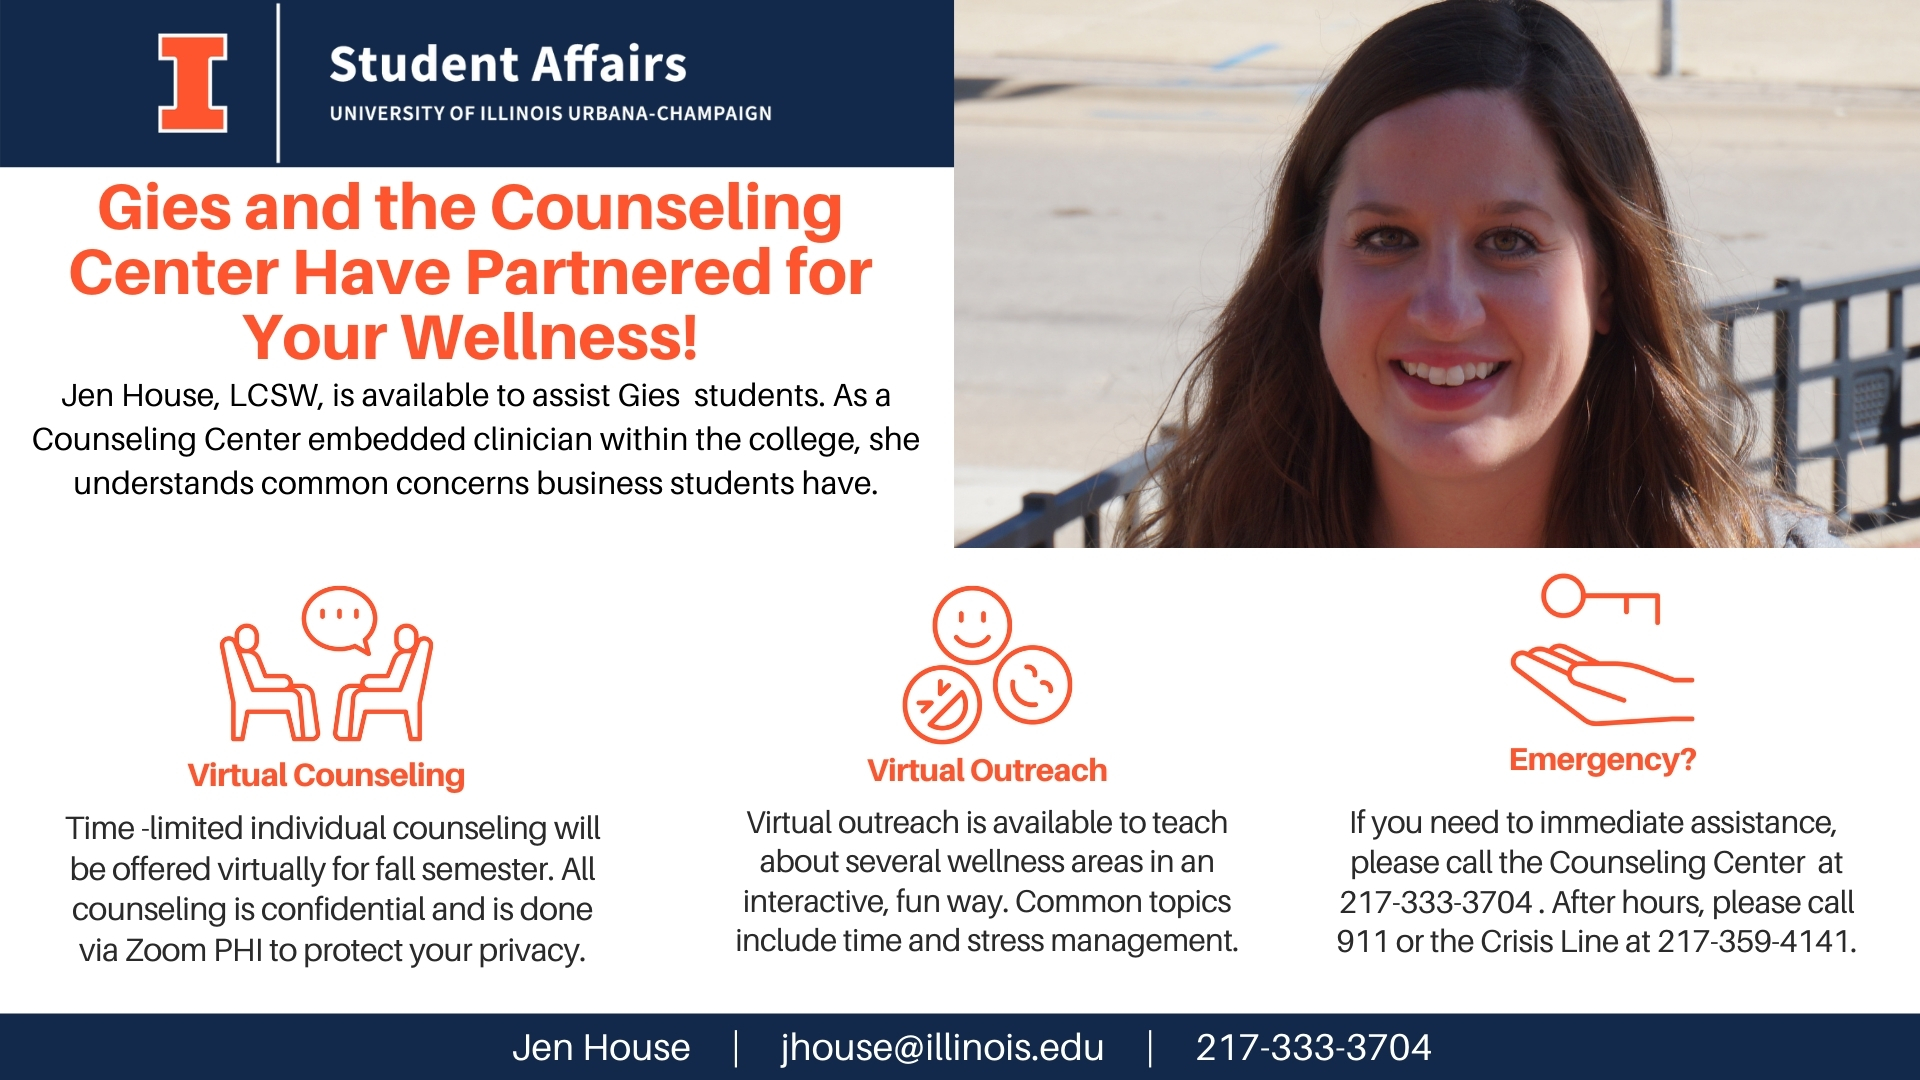 I
Student Affairs
UNIVERSITY OF ILLINOIS URBANA-CHAMPAIGN
Gies and the Counseling
Center Have Partnered for
Your Wellness!
Jen House, LCSW, is available to assist Gies  students. As a
Counseling Center embedded clinician within the college, she
understands common concerns business students have.
Virtual Counseling
Time -limited individual counseling will
be offered virtually for fall semester. All
counseling is confidential and is done
via Zoom PHI to protect your privacy.
Virtual Outreach
Virtual outreach is available to teach
about several wellness areas in an
interactive, fun way. Common topics
include time and stress management.
Emergency?
If you need to immediate assistance,
please call the Counseling Center  at
217-333-3704 . After hours, please call
911 or the Crisis Line at 217-359-4141.
Jen House | jhouse@illinois.edu | 217-333-3704